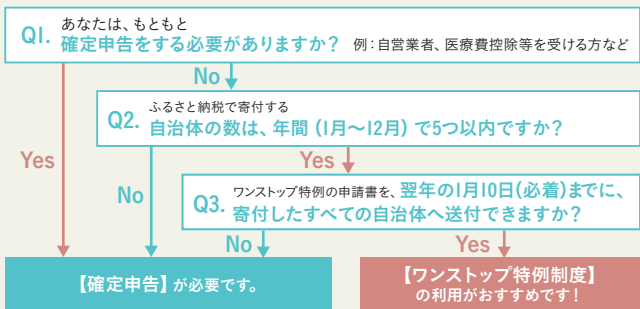 Q1. あなたは、もともと
確定申告をする必要がありますか? 例:自営業者、医療費控除等を受ける方など
No
Q2. ふるさと納税で寄付する
自治体の数は、年間(1月〜12月)で5つ以内ですか?
Yes
No
Yes
Q3. ワンストップ特例の申請書を、翌年の1月10日(必着)までに、
寄付したすべての自治体へ送付できますか?
No
Yes
【確定申告】が必要です。
【ワンストップ特例制度】
の利用がおすすめです!